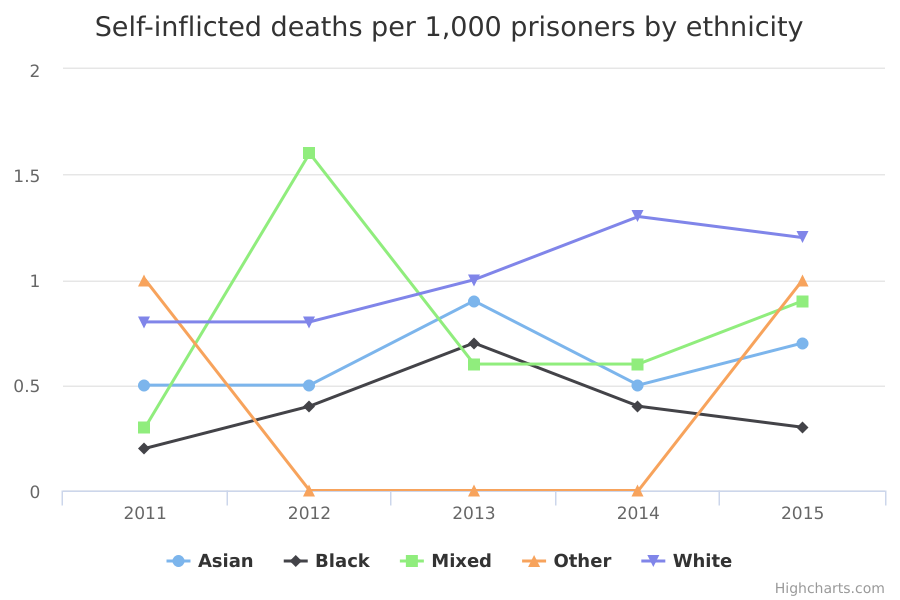 Self-inflicted deaths per 1,000 prisoners by ethnicity
2
1.5
1
0.5
0
2011 2012 2013 2014 2015
Asian Black Mixed Other White
Highcharts.com